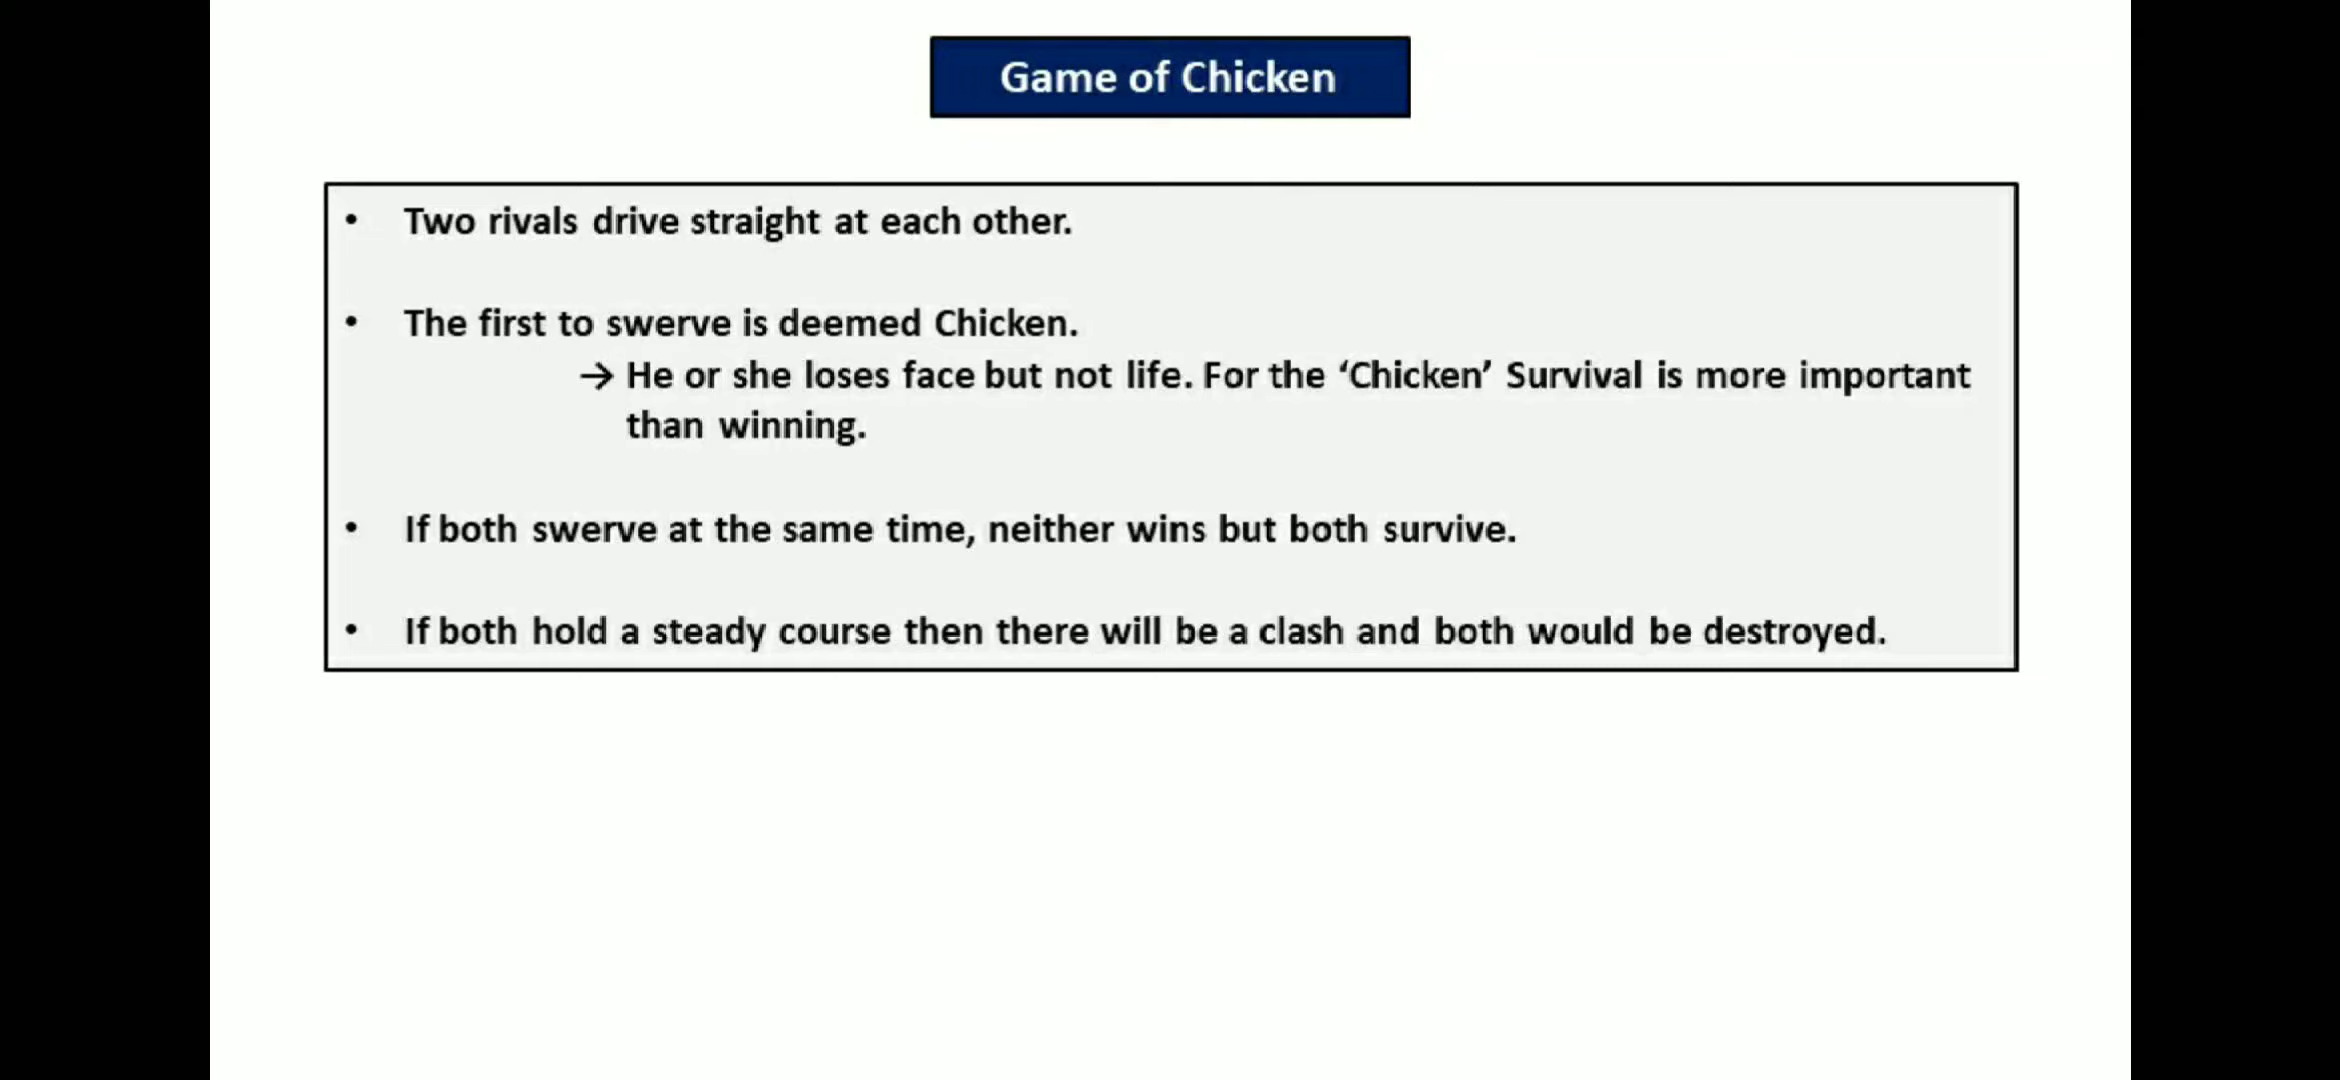 Game of Chicken
• Two rivals drive straight at each other.
• The first to swerve is deemed Chicken.
→ He or she loses face but not life. For the ‘Chicken’ Survival is more important
than winning.
• If both swerve at the same time, neither wins but both survive.
• If both hold a steady course then there will be a clash and both would be destroyed.